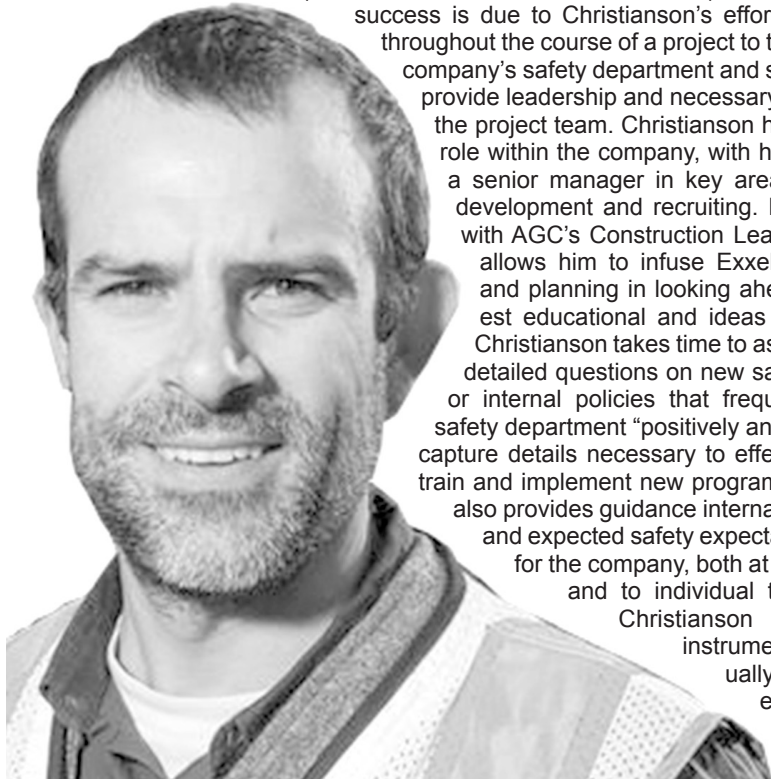 success is due to Christianson’s effor
throughout the course of a project to t
company’s safety department and s
provide leadership and necessary
the project team. Christianson h
role within the company, with h
a senior manager in key area
development and recruiting.
with AGC’s Construction Lea
allows him to infuse Exxel
and planning in looking ahe
est educational and ideas
Christianson takes time to as
detailed questions on new sa
or internal policies that frequ
safety department “positively an
capture details necessary to effe
train and implement new program
also provides guidance interna
and expected safety expecta
for the company, both at
and to individual t
Christianson
instrume
ually
e